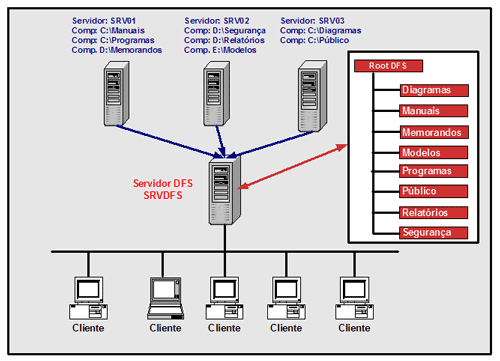 Servidor: SRV01
Comp: C:\Manuais
Comp: C:\Programas
Comp. D:\Memorandos
Servidor: SRV02
Comp: D:\Segurança
Comp: D:\Relatórios
Comp. E:\Modelos
Servidor: SRV03
Comp: C:\Diagramas
Comp: C:\Público
Root DFS
Diagramas
Manuais
Memorandos
Modelos
Programas
Público
Relatórios
Segurança
Servidor DFS
SRVDFS
Cliente
Cliente
Cliente
Cliente
Cliente